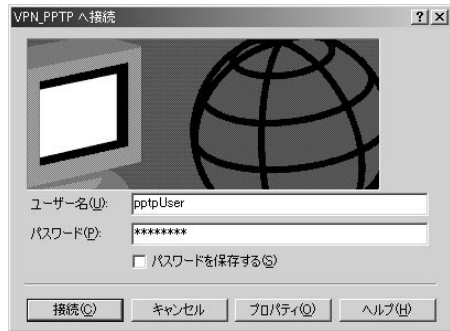 VPN_PPTP へ接続
ユーザー名(U): pptpUser
パスワード(P): ********
パスワードを保存する(S)
接続(C) キャンセル プロパティ(O) ヘルプ(H)